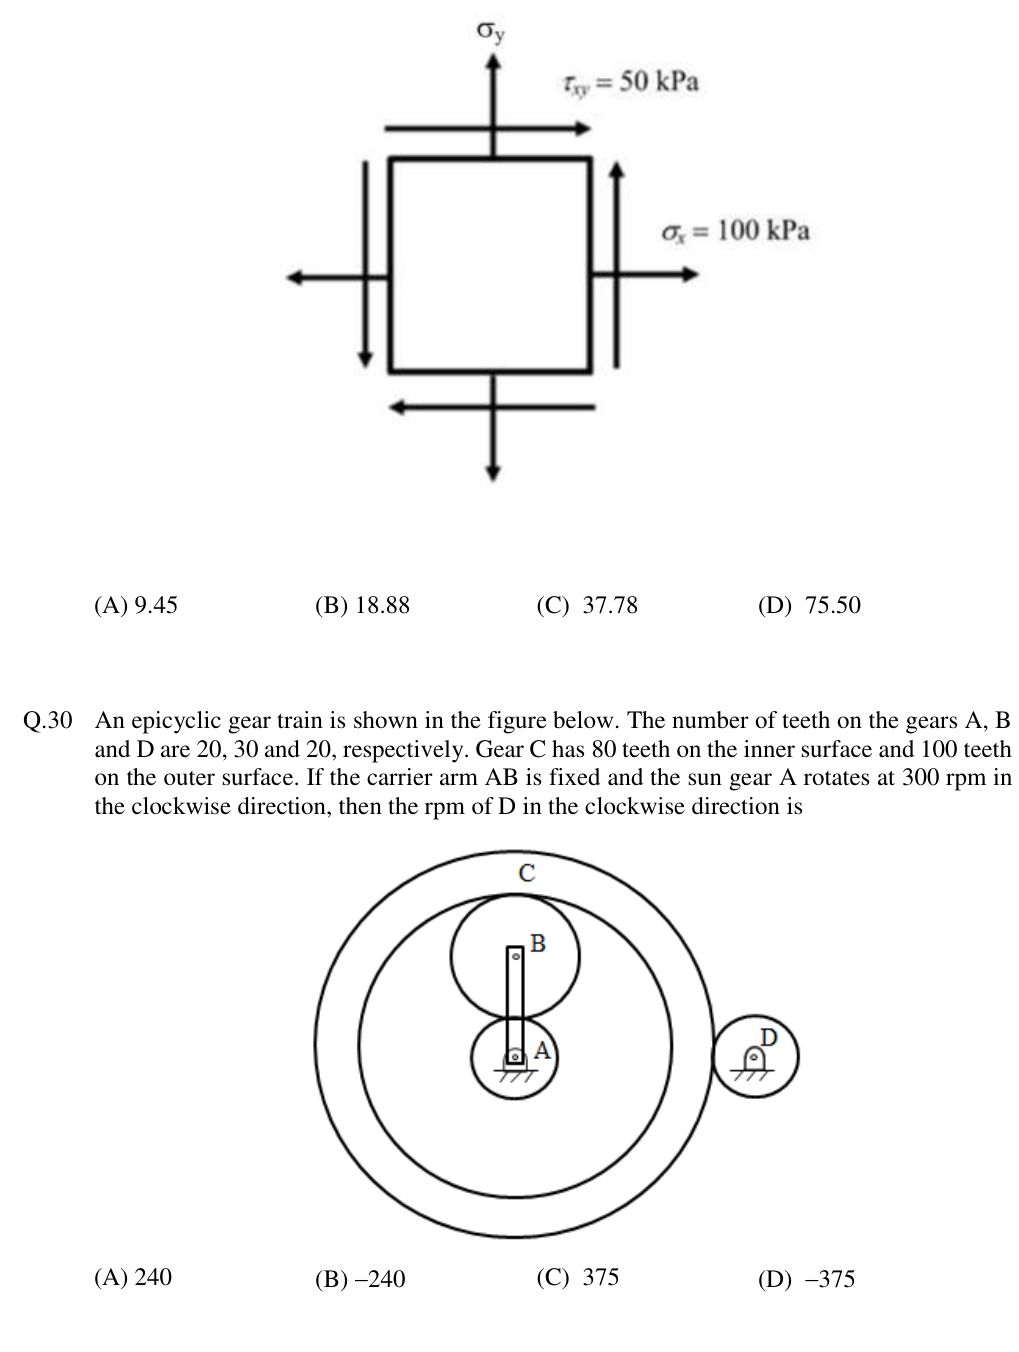 σy
τxy = 50 kPa
σx = 100 kPa
(A) 9.45 (B) 18.88 (C) 37.78 (D) 75.50
Q.30 An epicyclic gear train is shown in the figure below. The number of teeth on the gears A, B
and D are 20, 30 and 20, respectively. Gear C has 80 teeth on the inner surface and 100 teeth
on the outer surface. If the carrier arm AB is fixed and the sun gear A rotates at 300 rpm in
the clockwise direction, then the rpm of D in the clockwise direction is
C
B
D
A
(A) 240 (B) –240 (C) 375 (D) –375